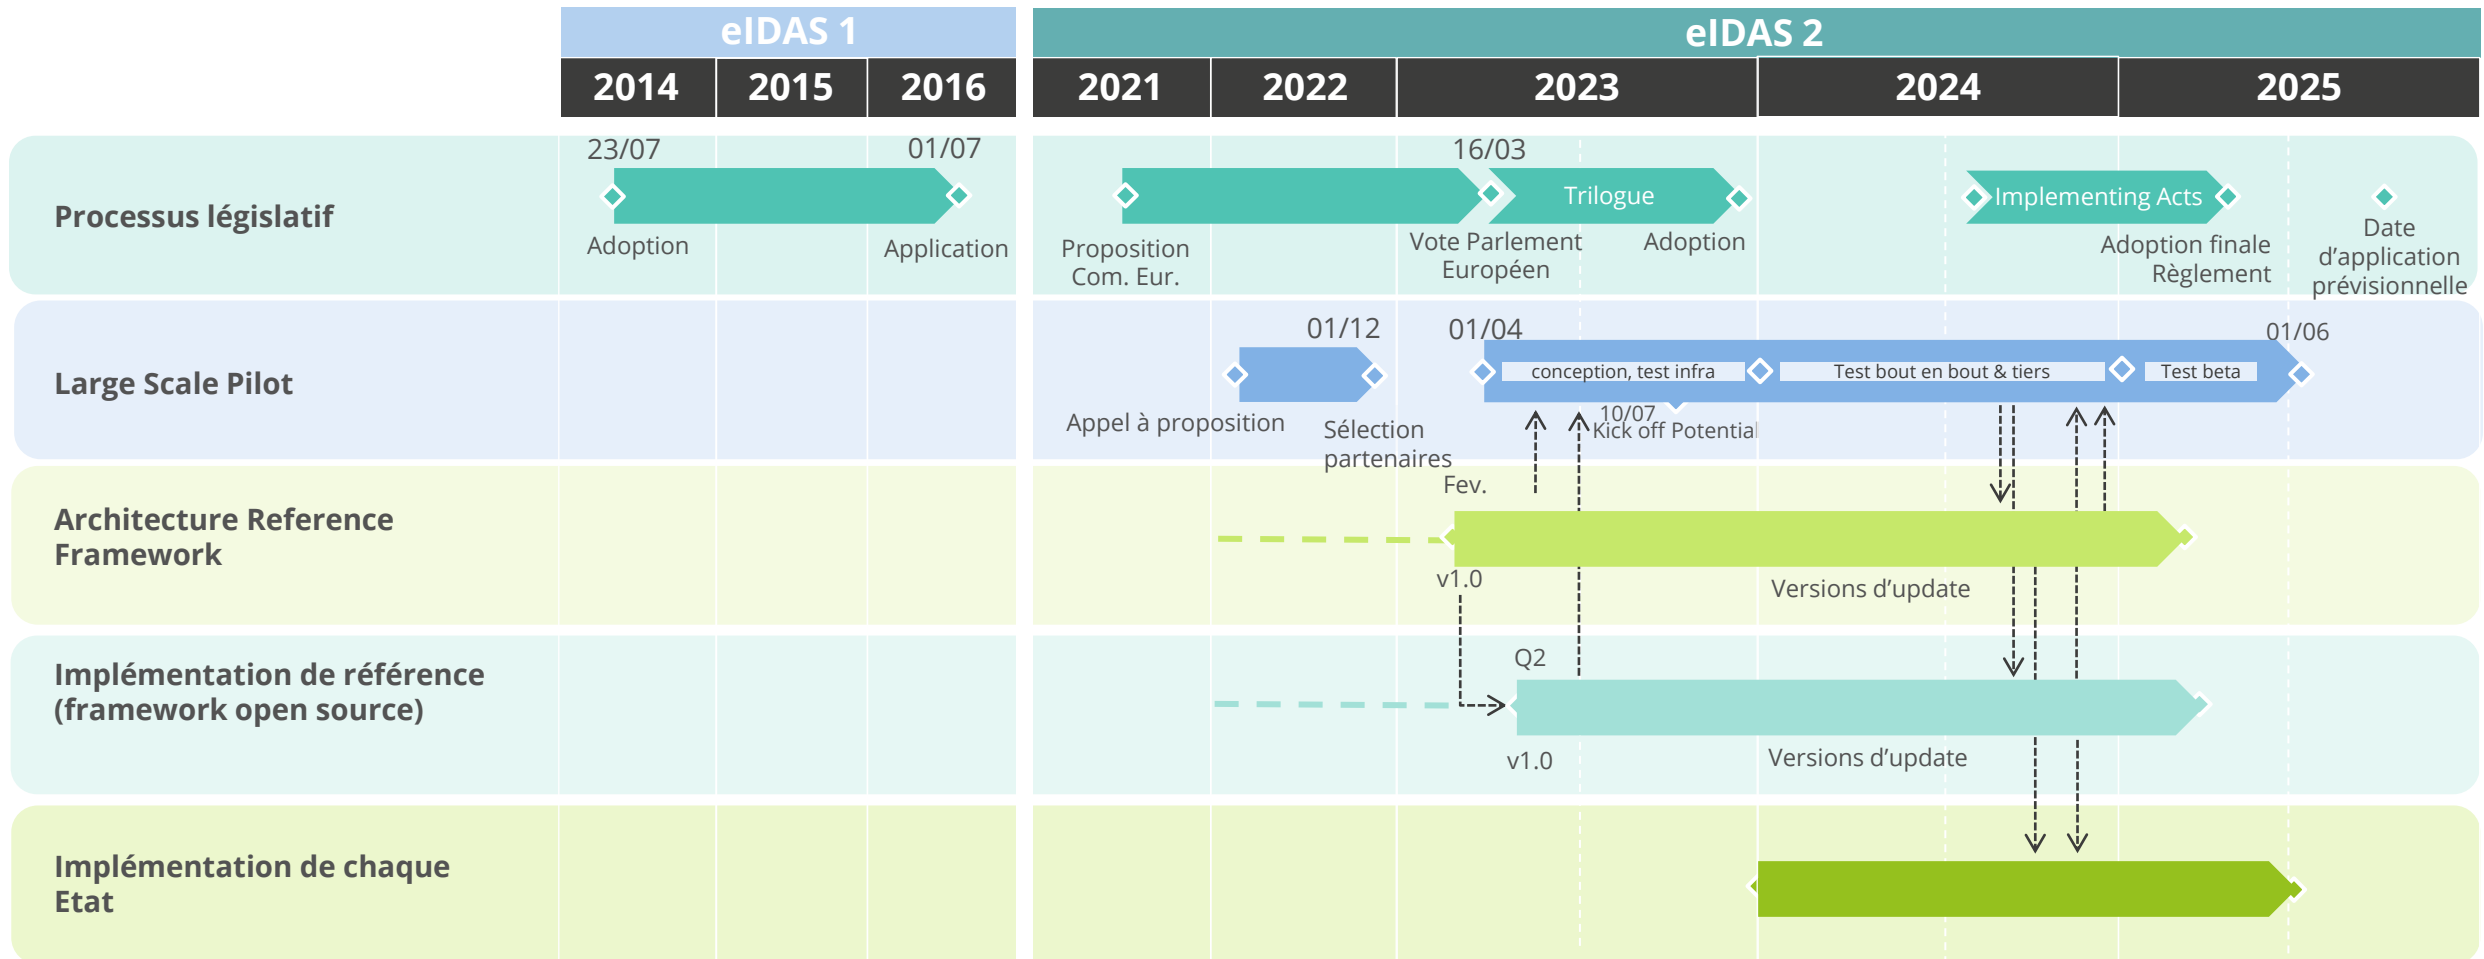 eIDAS 1
eIDAS 2
2014
2015
2016
2021
2022
2023
2024
2025
Processus législatif
23/07
01/07
16/03
Trilogue
Implementing Acts
Adoption
Application
Proposition
Com. Eur.
Vote Parlement
Européen
Adoption
Adoption finale
Règlement
Date
d’application
prévisionnelle
Large Scale Pilot
01/12
01/04
01/06
conception, test infra
Test bout en bout & tiers
Test beta
10/07
Kick off Potential
Appel à proposition
Sélection
partenaires
Architecture Reference
Framework
Fev.
v1.0
Versions d’update
Implémentation de référence
(framework open source)
Q2
v1.0
Versions d’update
Implémentation de chaque
Etat